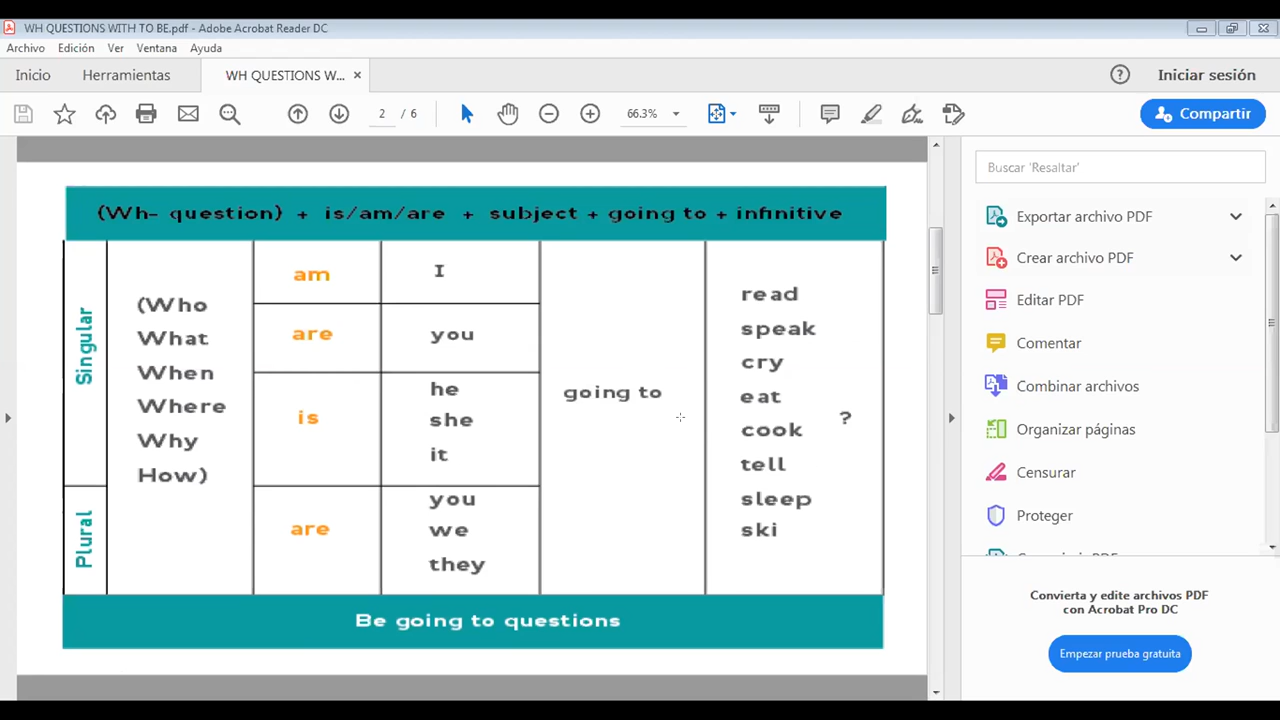 WH QUESTIONS WITH TO BE.pdf - Adobe Acrobat Reader DC
Archivo Edición Ver Ventana Ayuda
Inicio Herramientas WH QUESTIONS W... × Iniciar sesión
2 / 6 66.3% Compartir
(Wh- question) + is/am/are + subject + going to + infinitive
Singular
(Who
What
When
Where
Why
How)
am
are
is
I
you
he
she
it
Plural
are
you
we
they
going to
read
speak
cry
eat
cook
tell
sleep
ski
?
Be going to questions
Buscar 'Resaltar'
Exportar archivo PDF
Crear archivo PDF
Editar PDF
Comentar
Combinar archivos
Organizar páginas
Censurar
Proteger
Convierta y edite archivos PDF
con Acrobat Pro DC
Empezar prueba gratuita